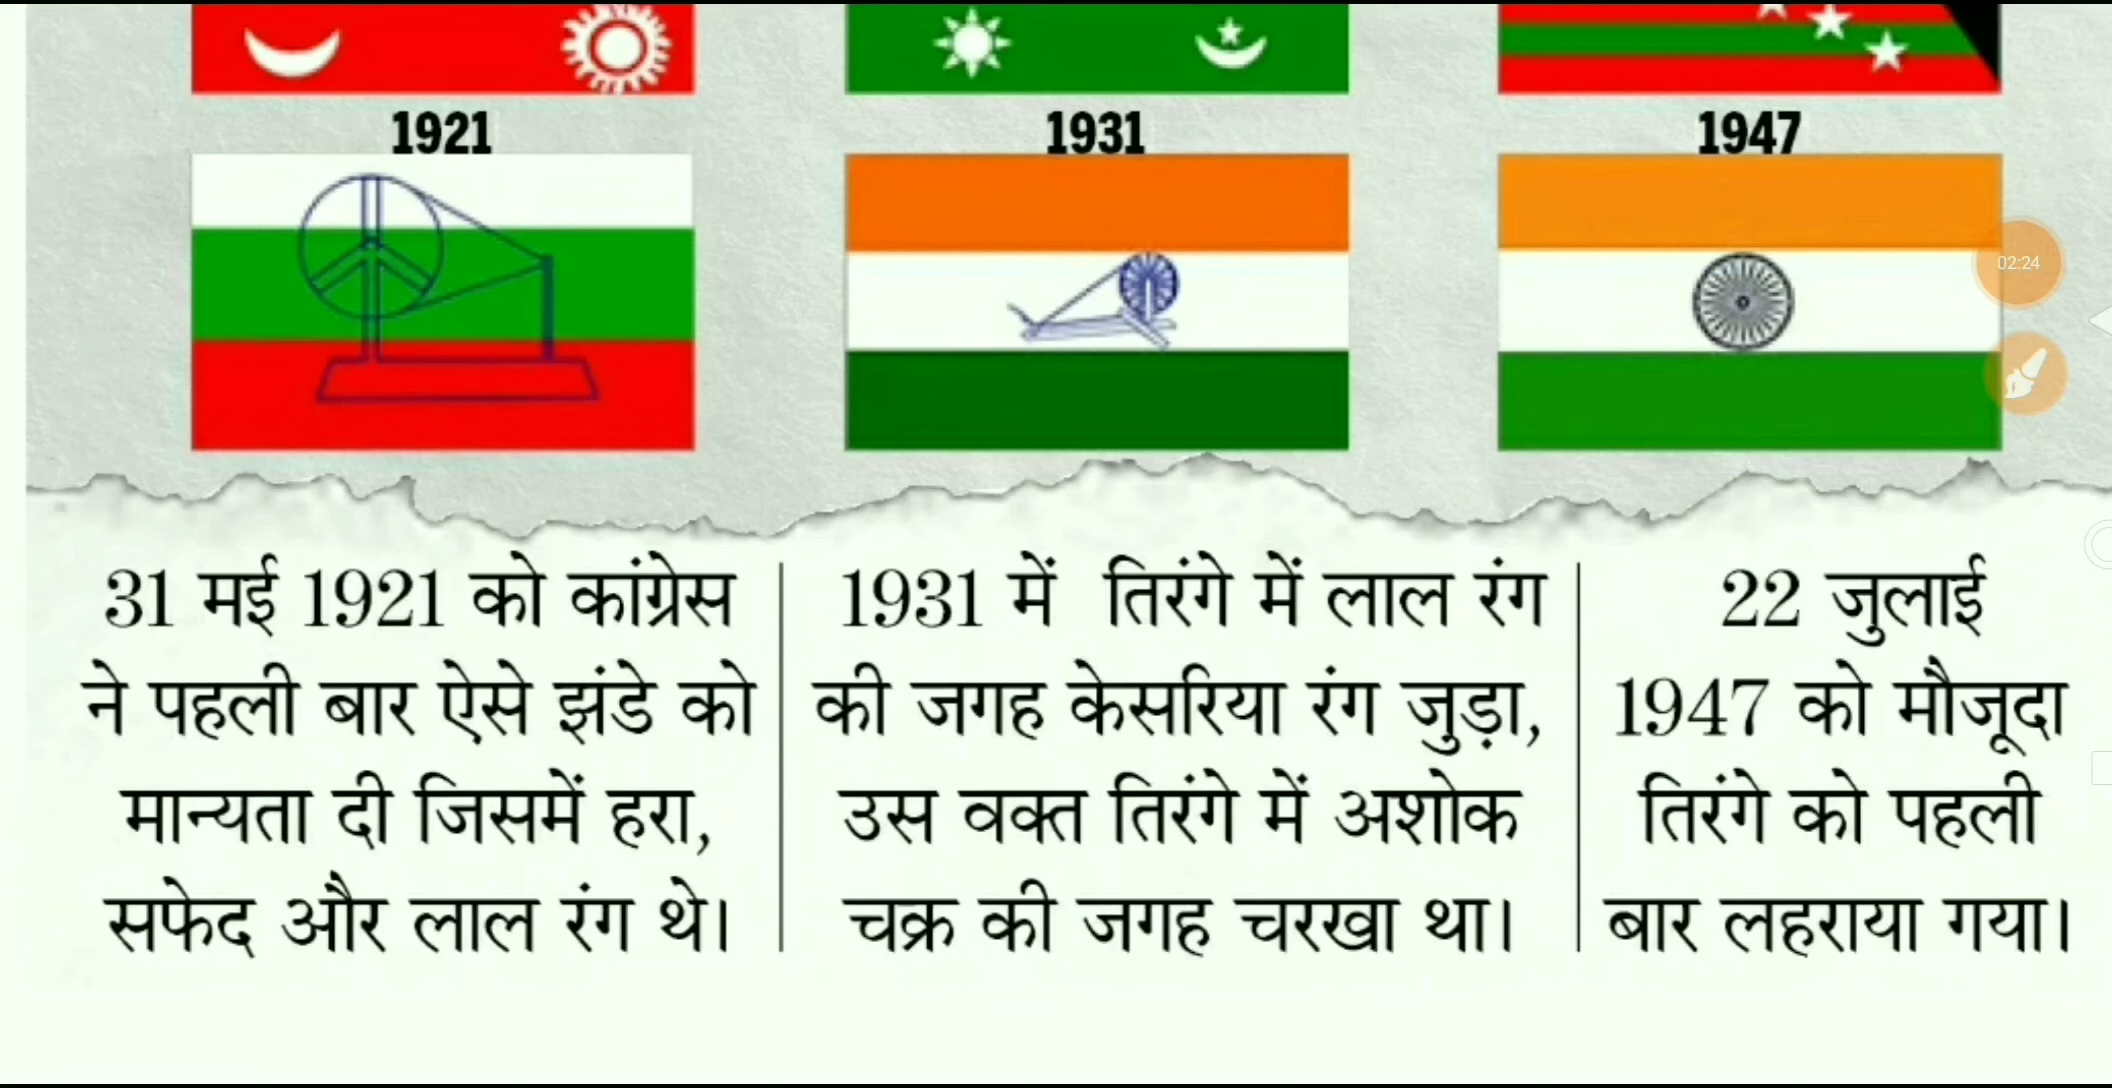 1921
1931
1947
02:24
31 मई 1921 को कांग्रेस
ने पहली बार ऐसे झंडे को
मान्यता दी जिसमें हरा,
सफेद और लाल रंग थे।
1931 में तिरंगे में लाल रंग
की जगह केसरिया रंग जुड़ा,
उस वक्त तिरंगे में अशोक
चक्र की जगह चरखा था।
22 जुलाई
1947 को मौजूदा
तिरंगे को पहली
बार लहराया गया।